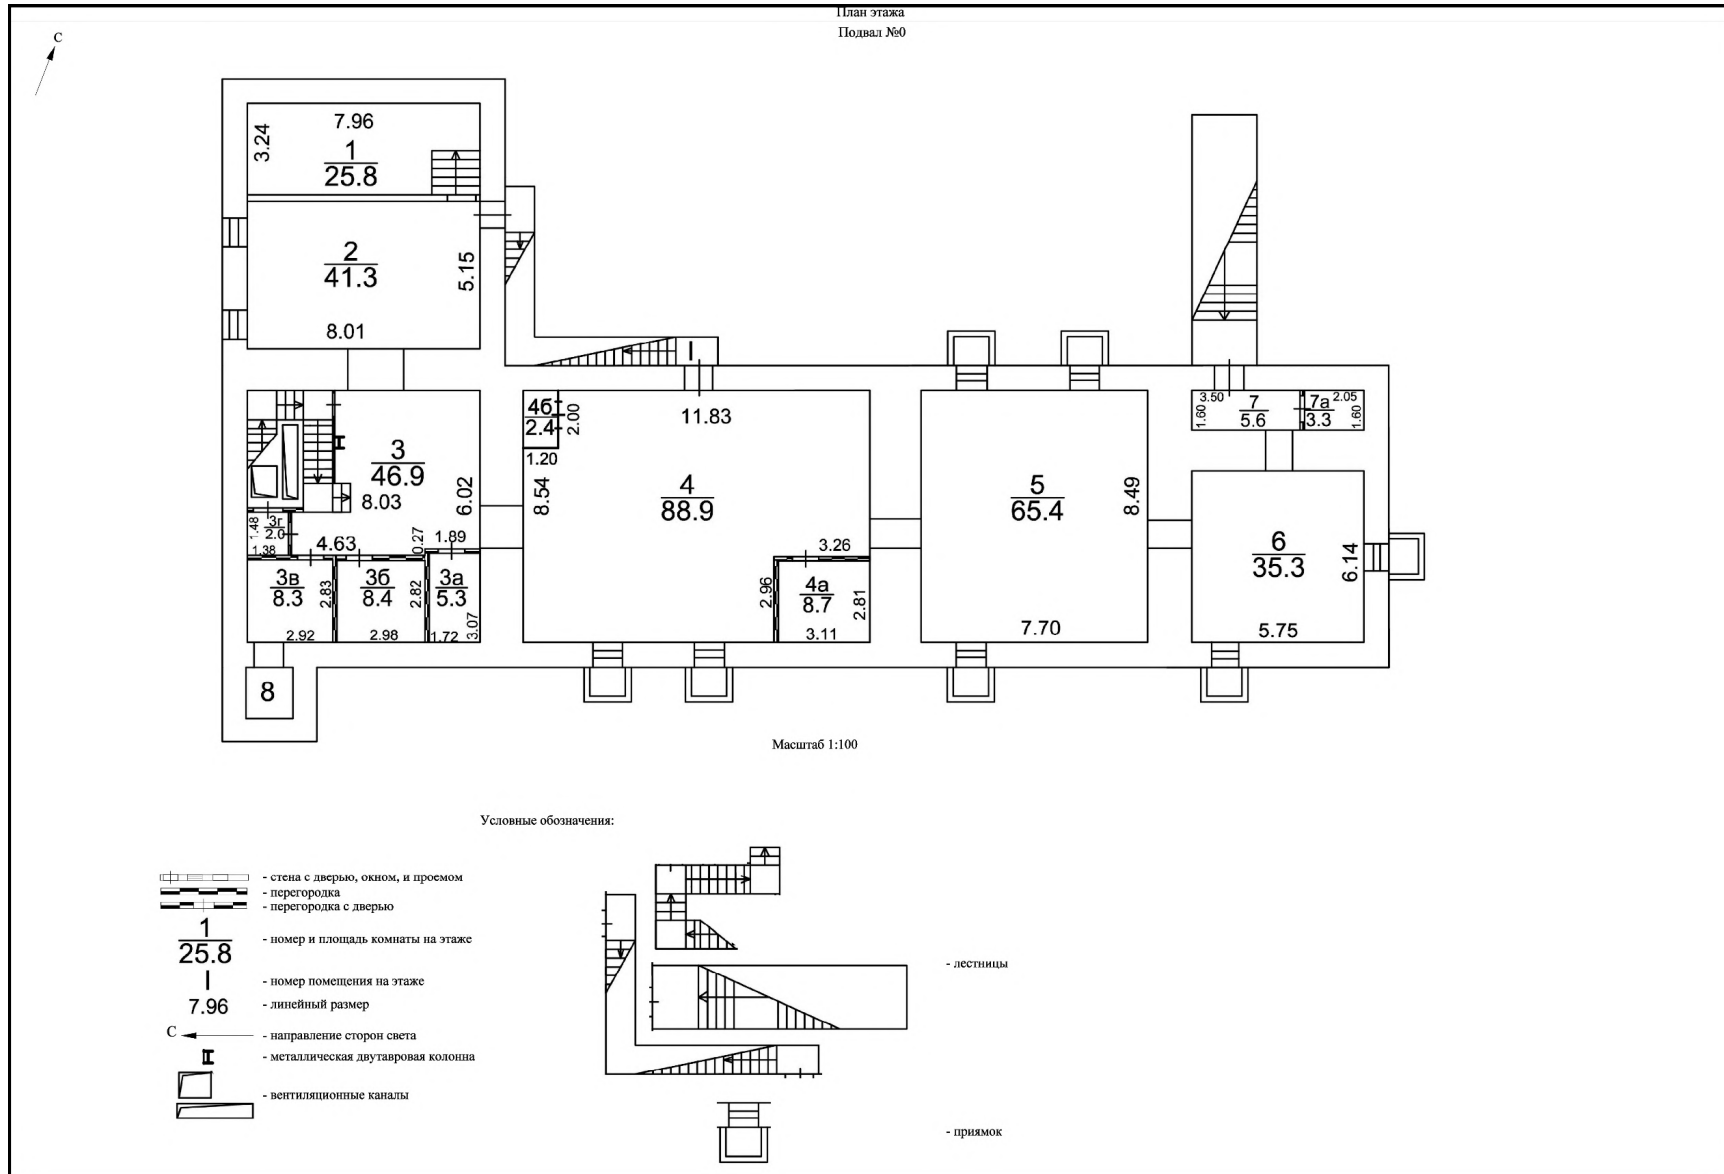 План этажа
Подвал №0
С
7.96
3.24
1
25.8
2
41.3
5.15
8.01
I
3
46.9
8.03
6.02
3г
2.0
1.48
1.38
4.63
0.27
1.89
3в
8.3
2.83
2.92
3б
8.4
2.82
2.98
3а
5.3
3.07
1.72
4б
2.4
2.00
1.20
11.83
8.54
4
88.9
3.26
2.96
4а
8.7
2.81
3.11
5
65.4
8.49
7.70
3.50
1.60
7
5.6
7а
3.3
2.05
1.60
6
35.3
6.14
5.75
8
Масштаб 1:100
Условные обозначения:
- стена с дверью, окном, и проемом
- перегородка
- перегородка с дверью
1
25.8
- номер и площадь комнаты на этаже
I
- номер помещения на этаже
7.96
- линейный размер
С
- направление сторон света
- металлическая двутавровая колонна
- вентиляционные каналы
- лестницы
- приямок